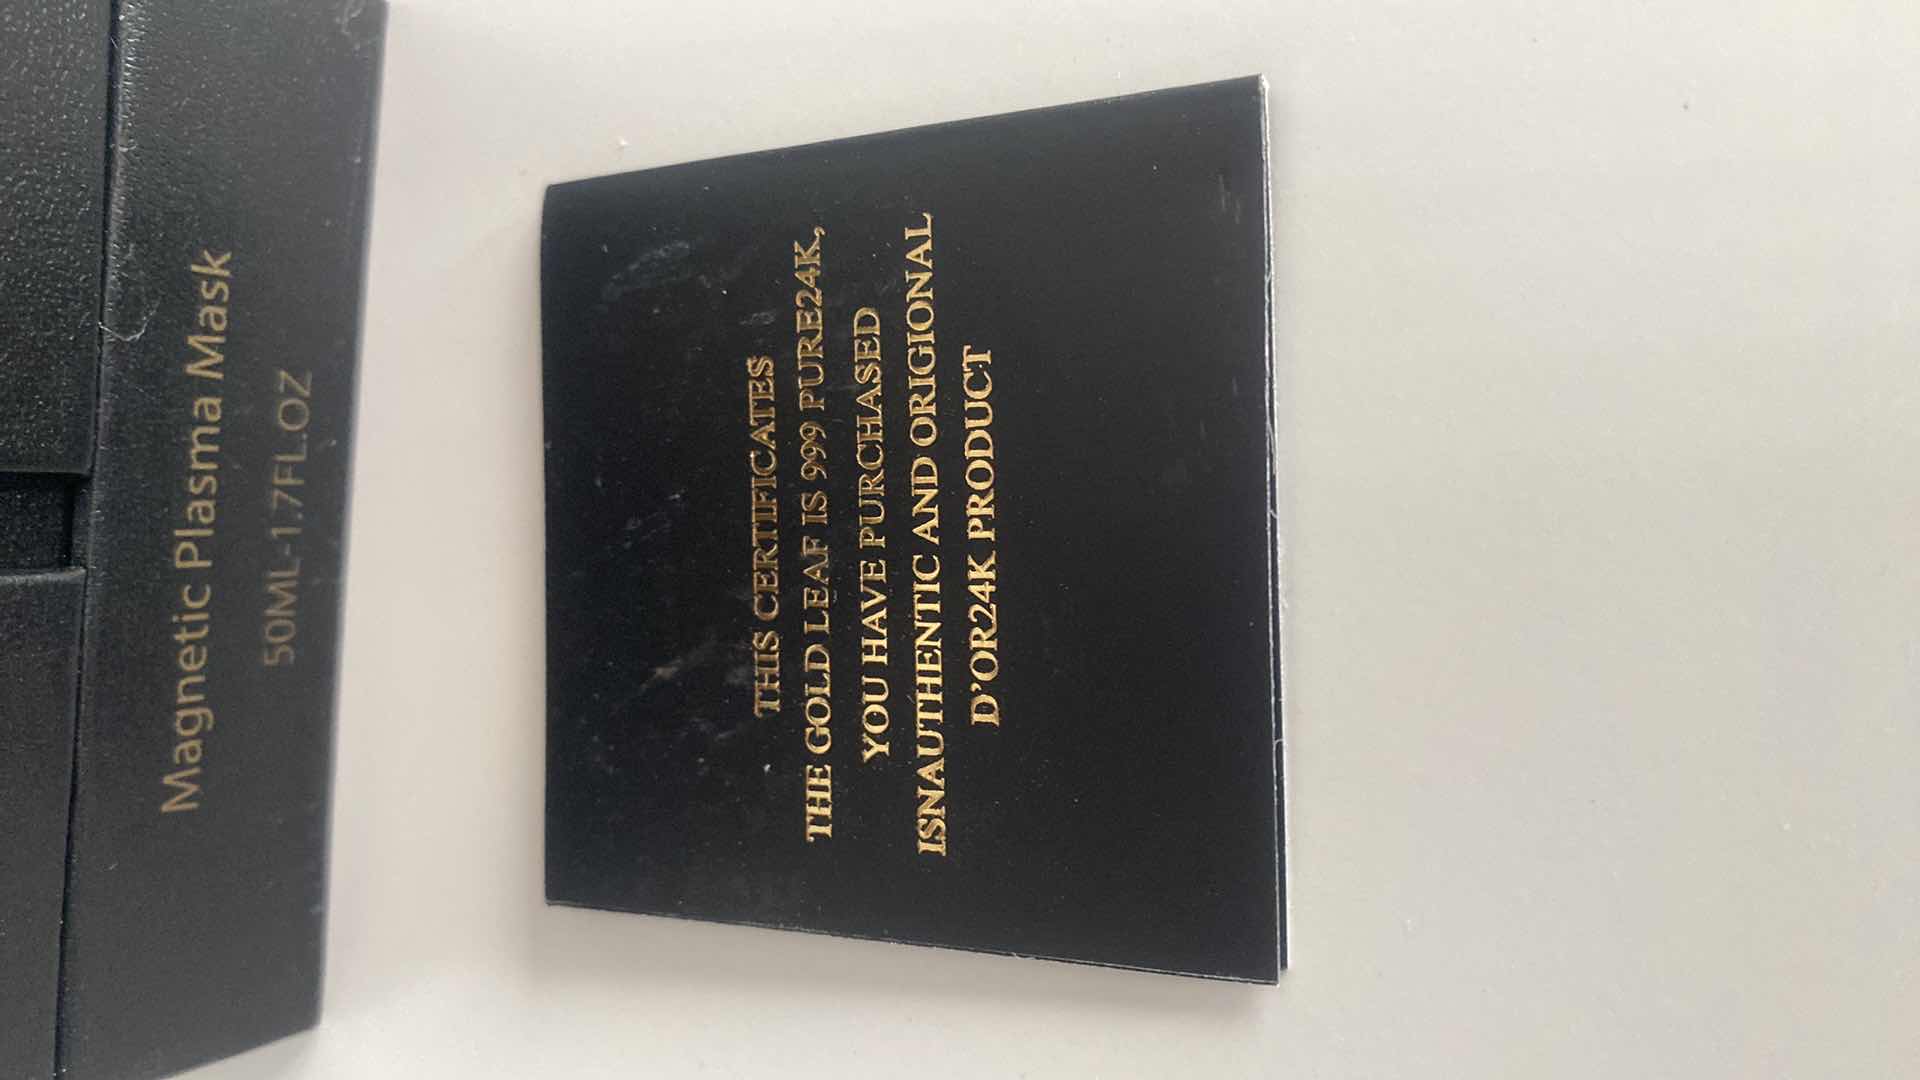 Magnetic Plasma Mask
50ML-1.7FL.OZ
THIS CERTIFICATES
THE GOLD LEAF IS 999 PURE24K,
YOU HAVE PURCHASED
ISNAUTHENTIC AND ORIGIONAL
D'OR24K PRODUCT